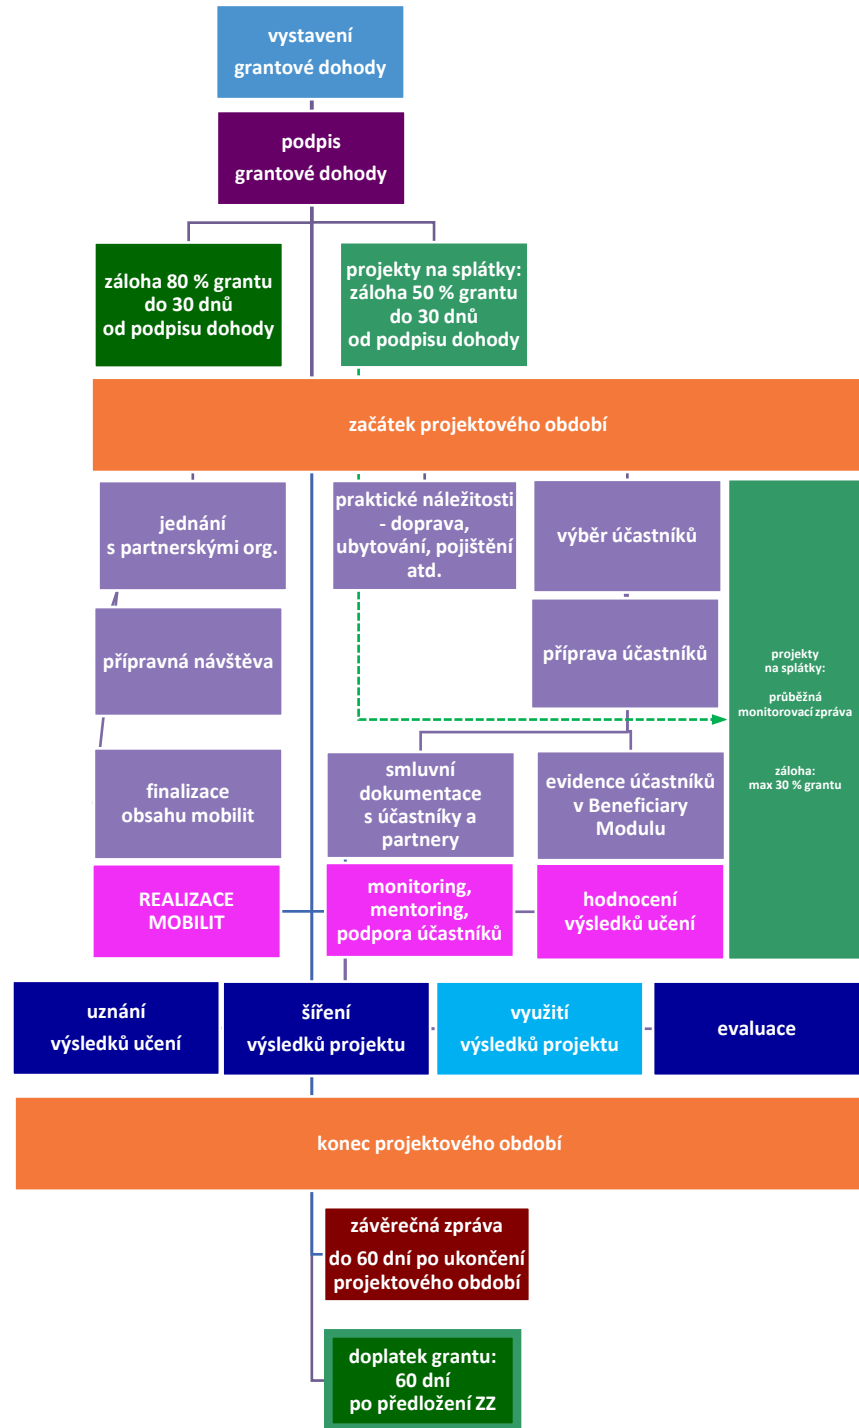 vystavení
grantové dohody
podpis
grantové dohody
záloha 80 % grantu
do 30 dnů
od podpisu dohody
projekty na splátky:
záloha 50 % grantu
do 30 dnů
od podpisu dohody
začátek projektového období
jednání
s partnerskými org.
praktické náležitosti
- doprava,
ubytování, pojištění
atd.
výběr účastníků
přípravná návštěva
příprava účastníků
projekty
na splátky:
průběžná
monitorovací zpráva
záloha:
max 30 % grantu
finalizace
obsahu mobilit
smluvní
dokumentace
s účastníky a
partnery
evidence účastníků
v Beneficiary
Modulu
REALIZACE
MOBILIT
monitoring,
mentoring,
podpora účastníků
hodnocení
výsledků učení
uznání
výsledků učení
šíření
výsledků projektu
využití
výsledků projektu
evaluace
konec projektového období
závěrečná zpráva
do 60 dní po ukončení
projektového období
doplatek grantu:
60 dní
po předložení ZZ